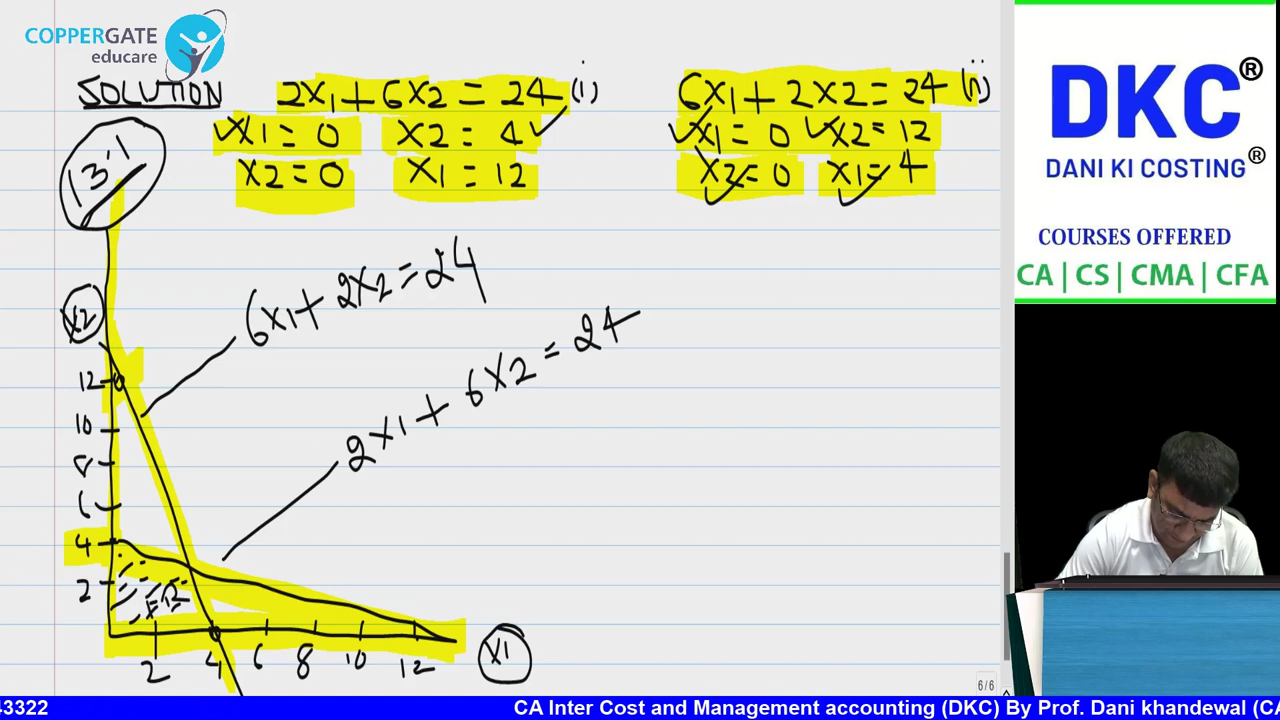 COPPERGATE
educare
SOLUTION 2X1 + 6X2 = 24 (i) 6X1 + 2X2 = 24 (ii)
X1 = 0 X2 = 4 X1 = 0 X2 = 12
X2 = 0 X1 = 12 X2 = 0 X1 = 4
13.1
6X1 + 2X2 = 24
X2
2X1 + 6X2 = 24
12
10
8
6
4
2
2 4 6 8 10 12 X1
6/6
DKC®
DANI KI COSTING®
COURSES OFFERED
CA | CS | CMA | CFA
43322 CA Inter Cost and Management accounting (DKC) By Prof. Dani khandewal (CA